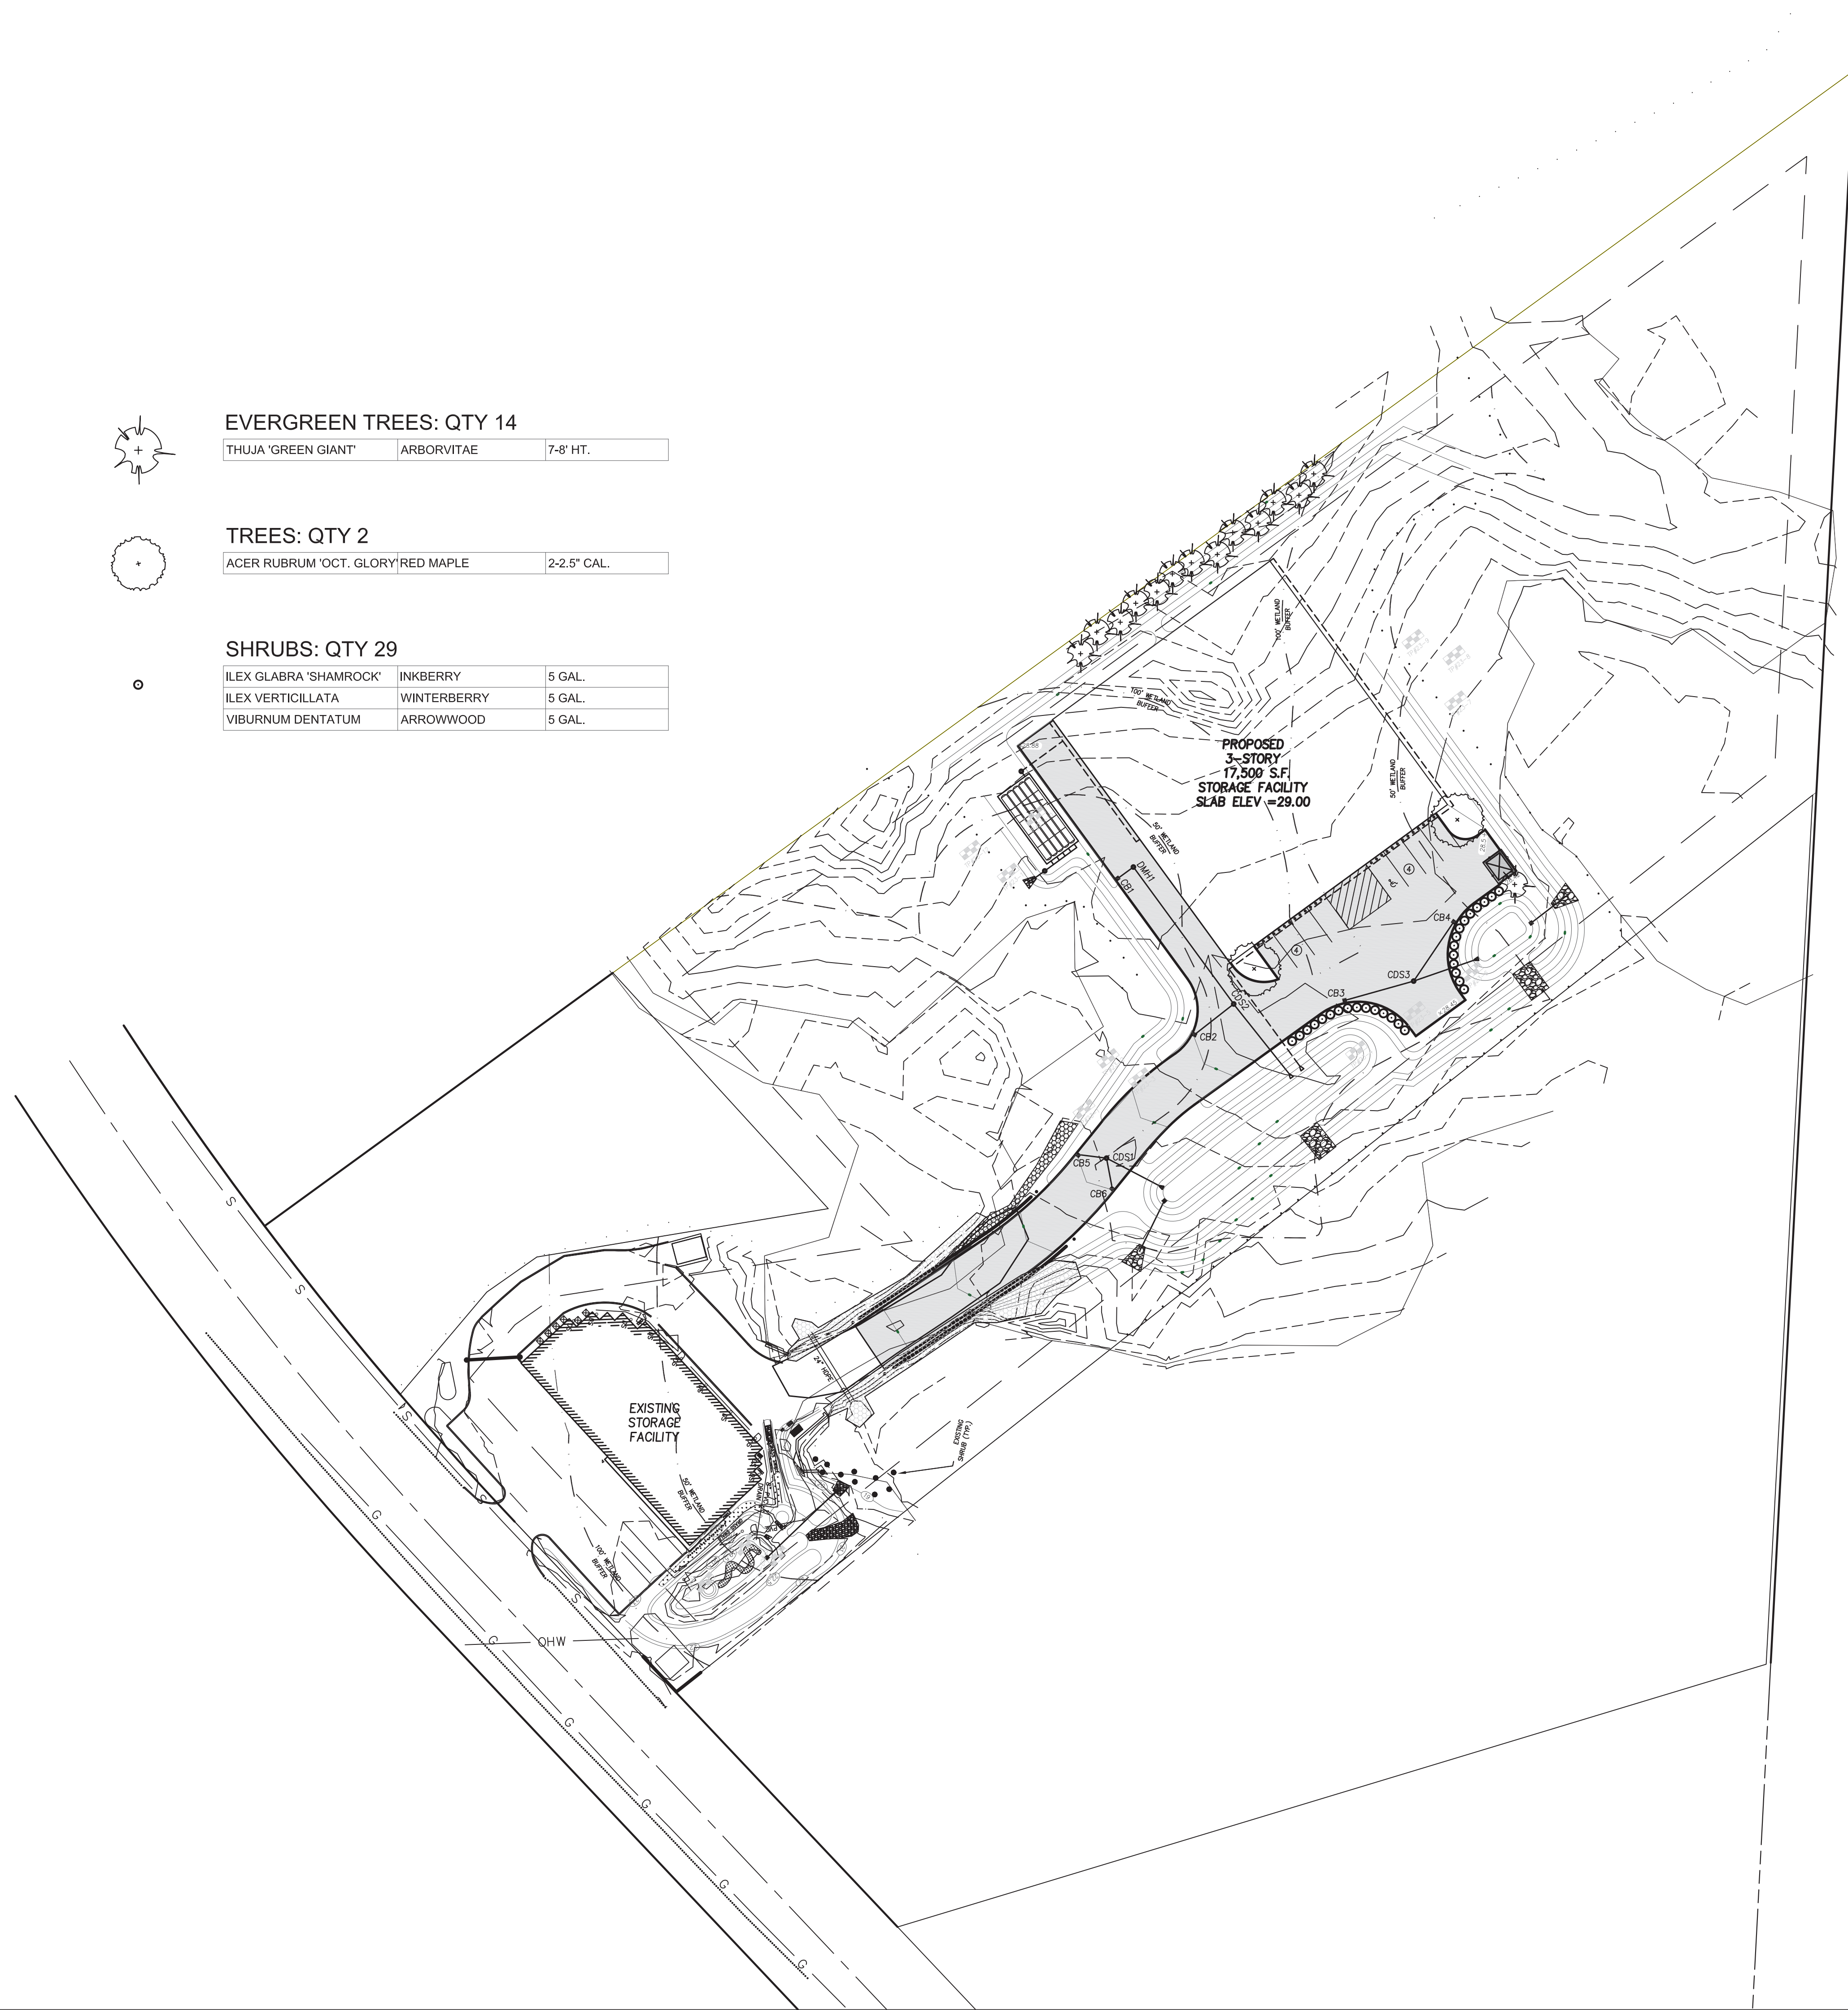 EVERGREEN TREES: QTY 14
THUJA 'GREEN GIANT' ARBORVITAE 7-8' HT.
TREES: QTY 2
ACER RUBRUM 'OCT. GLORY' RED MAPLE 2-2.5" CAL.
SHRUBS: QTY 29
ILEX GLABRA 'SHAMROCK' INKBERRY 5 GAL.
ILEX VERTICILLATA WINTERBERRY 5 GAL.
VIBURNUM DENTATUM ARROWWOOD 5 GAL.
100' WETLAND
BUFFER
100' WETLAND
BUFFER
PROPOSED
3-STORY
17,500 S.F.
STORAGE FACILITY
SLAB ELEV =29.00
50' WETLAND
BUFFER
50' WETLAND
BUFFER
DMH1
CB1
4
4
CB4
CDS3
CB3
CDS2
CB2
CB5
CDS1
CB6
24" HDPE
EXISTING
STORAGE
FACILITY
EXISTING
SHRUB (TYP.)
50' WETLAND
BUFFER
100' WETLAND
BUFFER
OHW
S
S
S
S
S
G
G
G
G
G
G